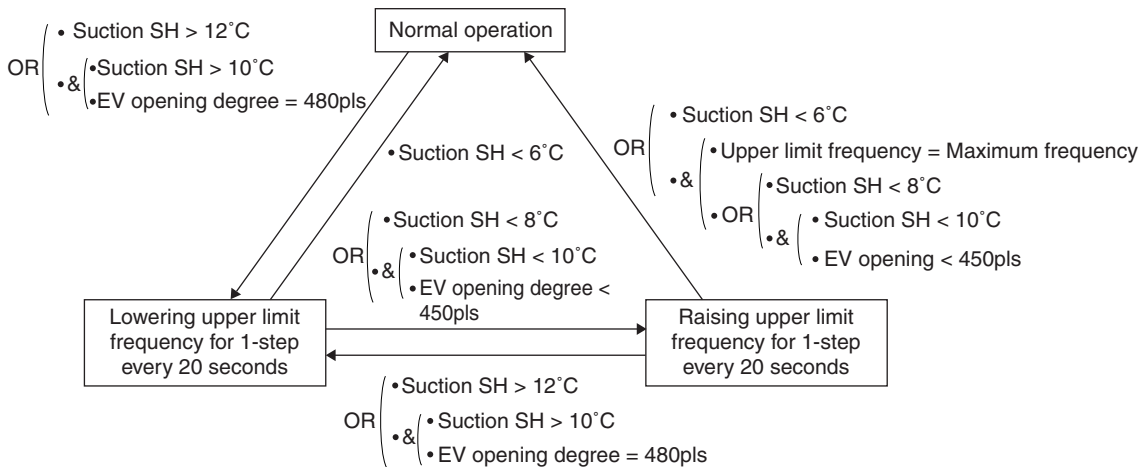 Normal operation
OR
• Suction SH > 12˚C
• &
•Suction SH > 10˚C
•EV opening degree = 480pls
•Suction SH < 6˚C
OR
• Suction SH < 6˚C
• &
•Upper limit frequency = Maximum frequency
• OR
•Suction SH < 8˚C
• &
• Suction SH < 10˚C
• EV opening < 450pls
OR
•Suction SH < 8˚C
• &
• Suction SH < 10˚C
• EV opening degree <
450pls
Lowering upper limit
frequency for 1-step
every 20 seconds
Raising upper limit
frequency for 1-step
every 20 seconds
OR
•Suction SH > 12˚C
• &
• Suction SH > 10˚C
• EV opening degree = 480pls